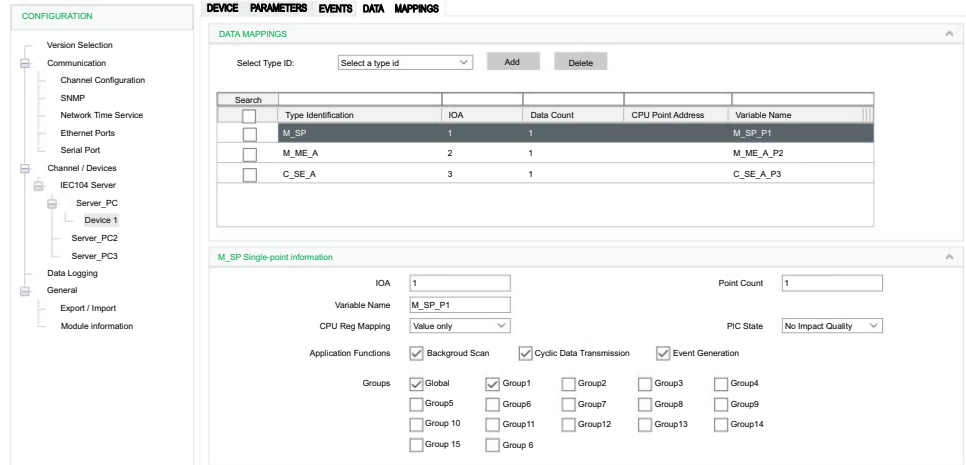 CONFIGURATION
Version Selection
Communication
Channel Configuration
SNMP
Network Time Service
Ethernet Ports
Serial Port
Channel / Devices
IEC104 Server
Server_PC
Device 1
Server_PC2
Server_PC3
Data Logging
General
Export / Import
Module information
DEVICE PARAMETERS EVENTS DATA MAPPINGS
DATA MAPPINGS
Select Type ID: Select a type id Add Delete
Search
Type Identification IOA Data Count CPU Point Address Variable Name
M_SP 1 1 M_SP_P1
M_ME_A 2 1 M_ME_A_P2
C_SE_A 3 1 C_SE_A_P3
M_SP Single-point information
IOA 1 Point Count 1
Variable Name M_SP_P1
CPU Reg Mapping Value only PIC State No Impact Quality
Application Functions Backgroud Scan Cyclic Data Transmission Event Generation
Groups Global Group1 Group2 Group3 Group4
Group5 Group6 Group7 Group8 Group9
Group 10 Group11 Group12 Group13 Group14
Group 15 Group 6